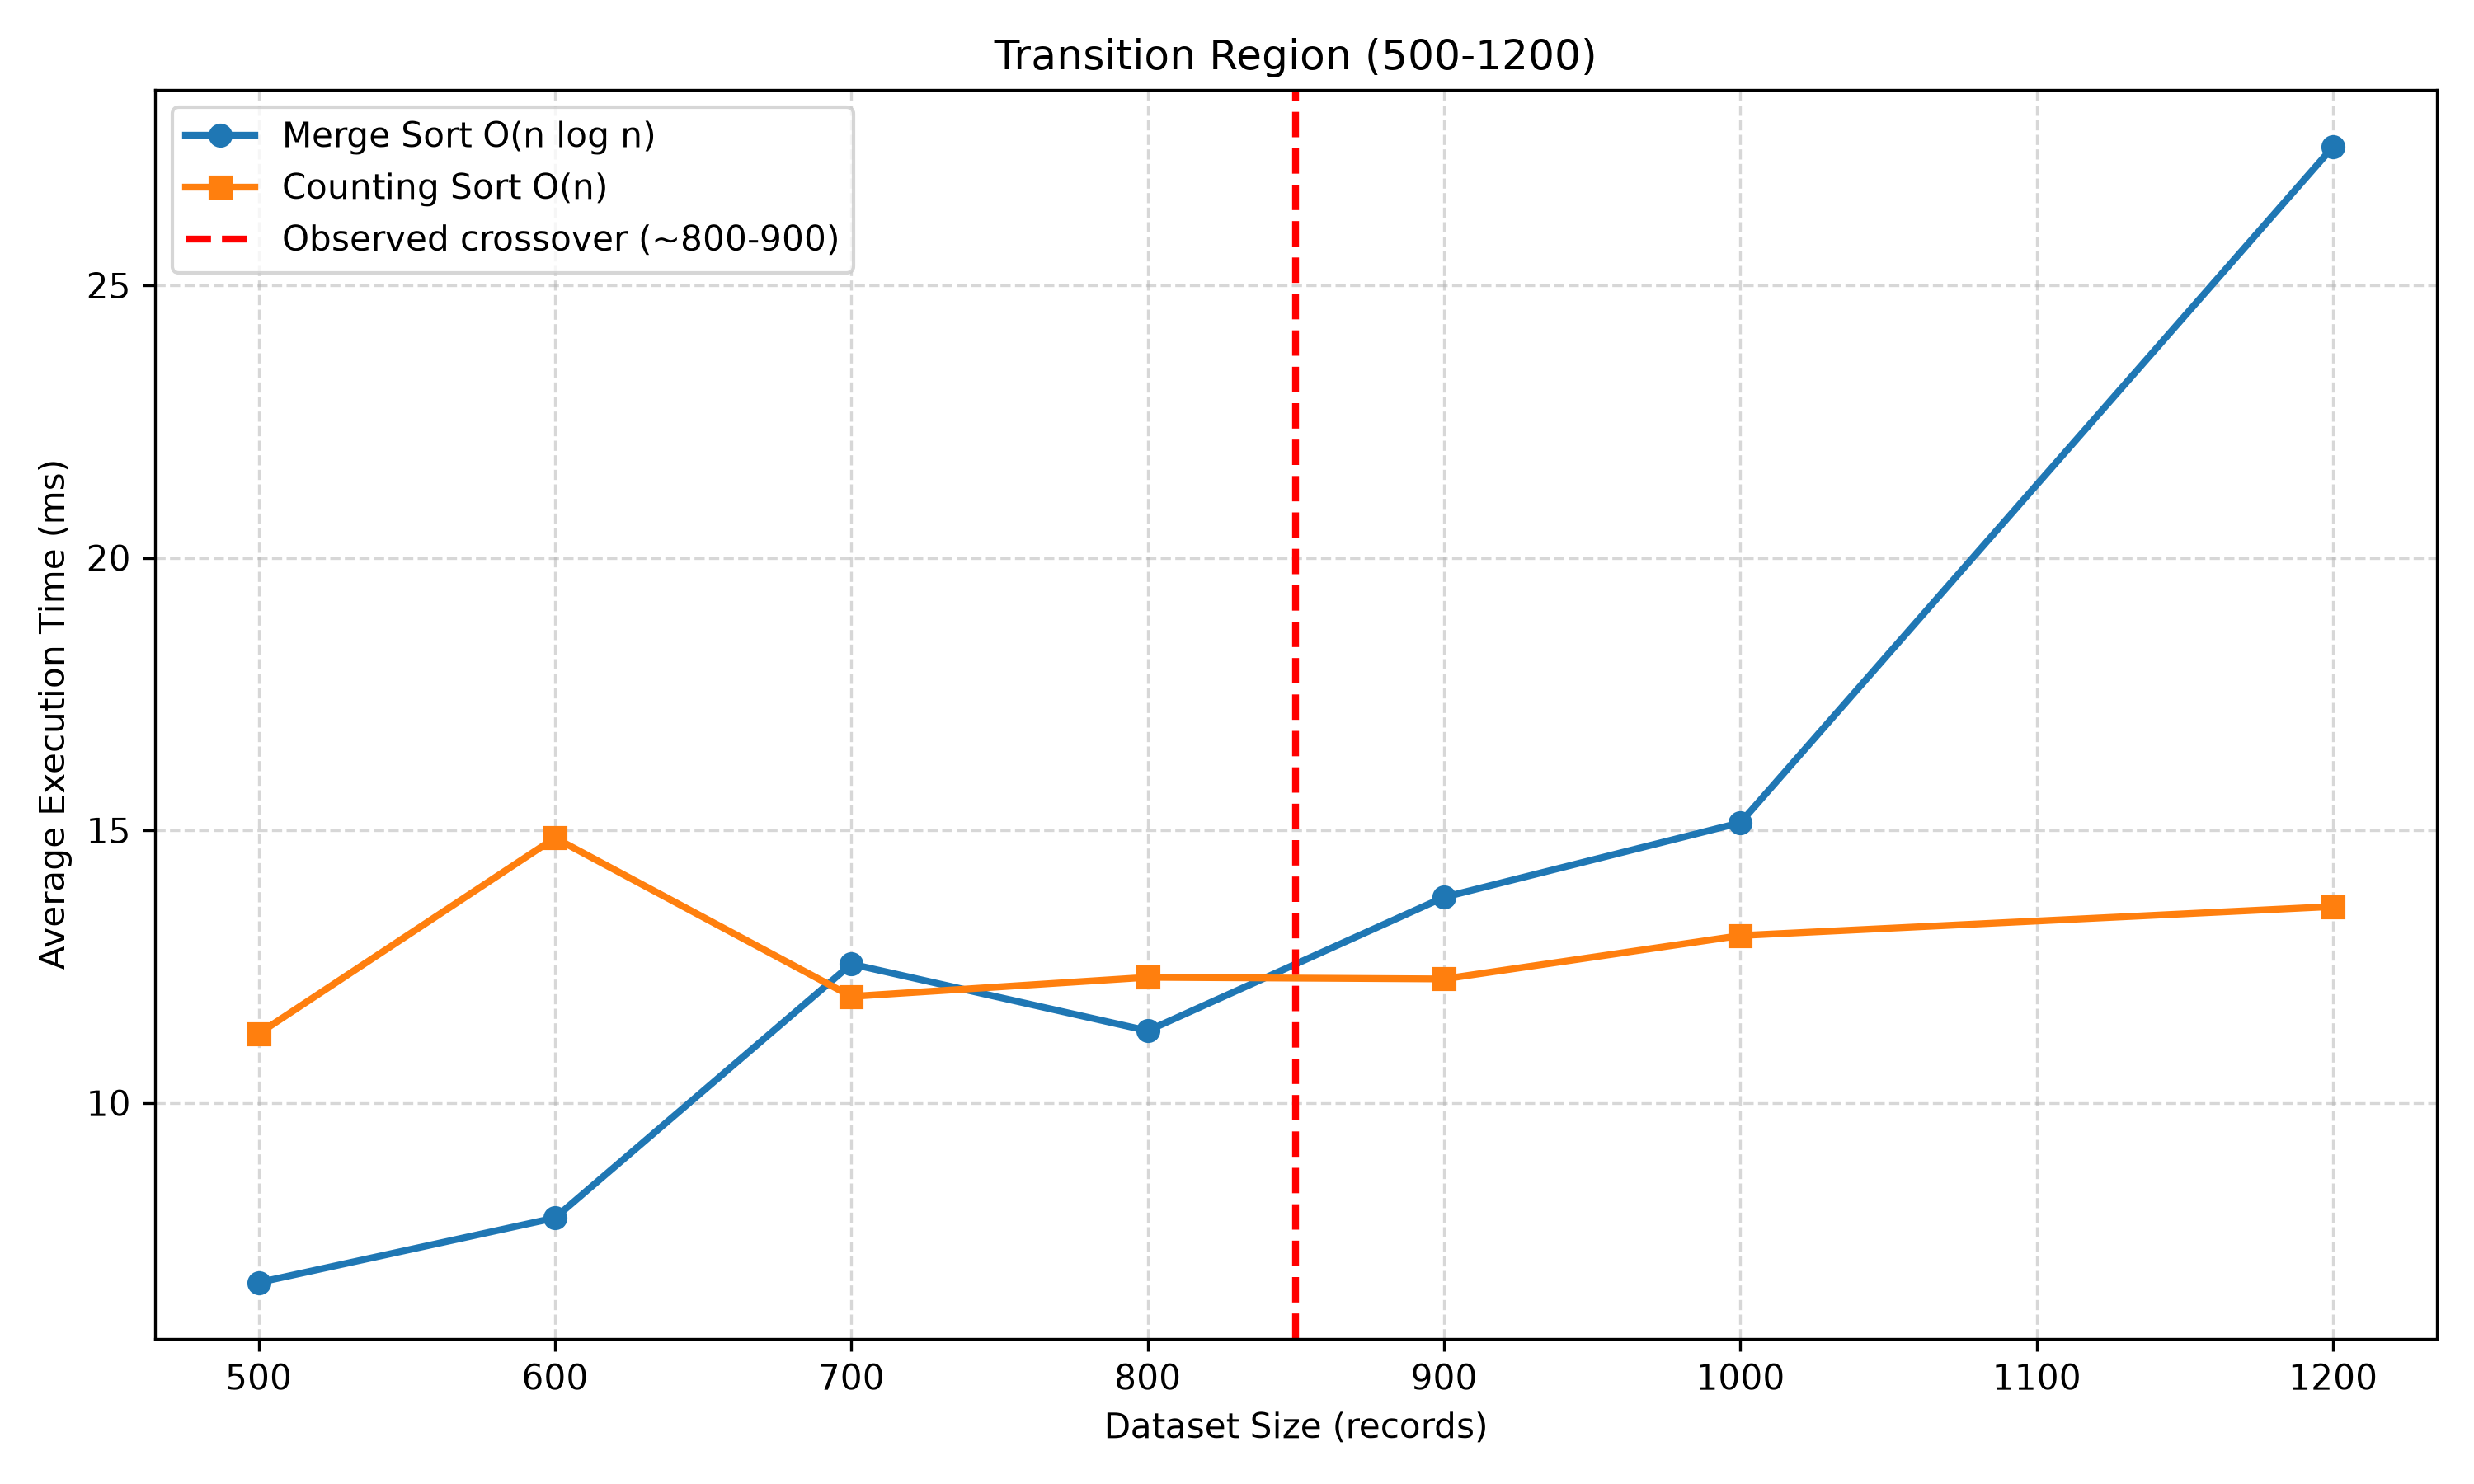 Transition Region (500-1200)
Merge Sort O(n log n)
Counting Sort O(n)
Observed crossover (~800-900)
Average Execution Time (ms)
25
20
15
10
500 600 700 800 900 1000 1100 1200
Dataset Size (records)